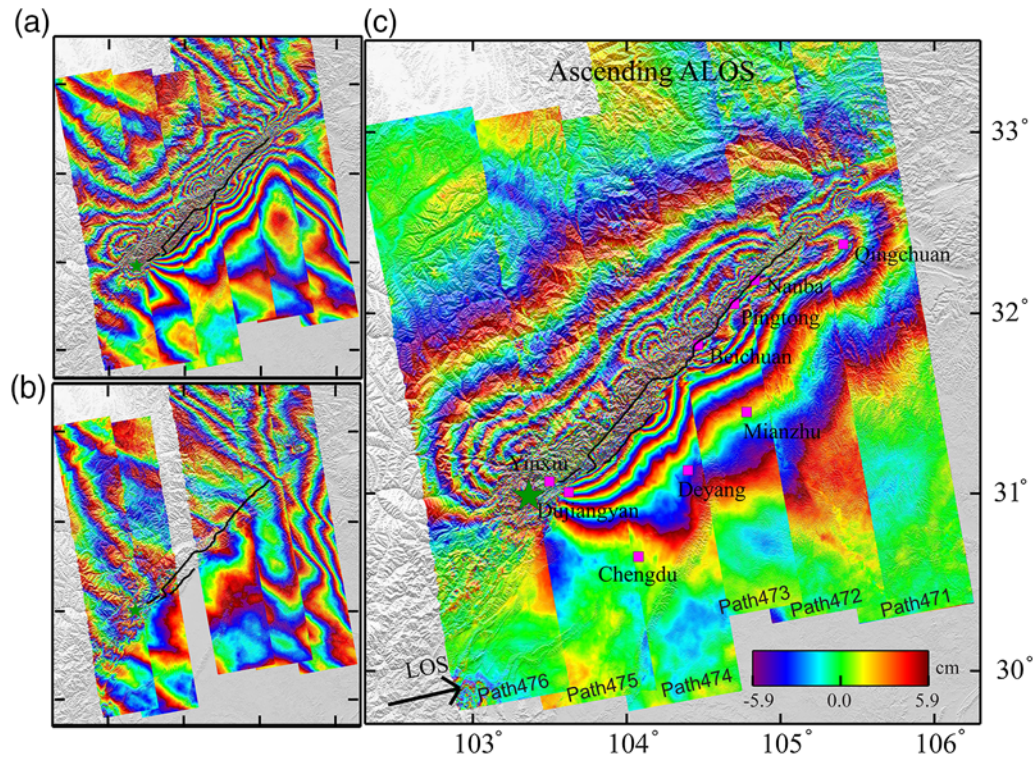 (a)
(c)
Ascending ALOS
33°
Qingchuan
Nanba
32°
Pingtong
Beichuan
(b)
Mianzhu
Yinxiu
Deyang
31°
Dujiangyan
Chengdu
Path473
Path472
Path471
LOS
cm
30°
Path476
Path475
Path474
-5.9
0.0
5.9
103°
104°
105°
106°